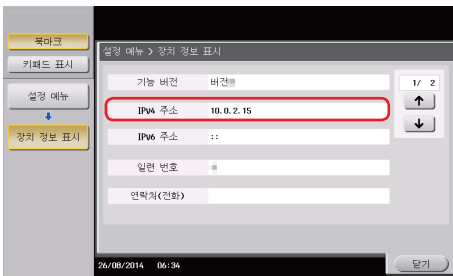 북마크
키패드 표시
설정 메뉴
장치 정보 표시
설정 메뉴 > 장치 정보 표시
기능 버전 버전
1/ 2
IPv4 주소 10.0.2.15
IPv6 주소 ::
일련 번호
연락처(전화)
26/08/2014 06:34
닫기